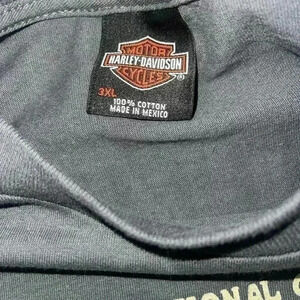 MOTOR
HARLEY-DAVIDSON
CYCLES
®
3XL
100% COTTON
MADE IN MEXICO